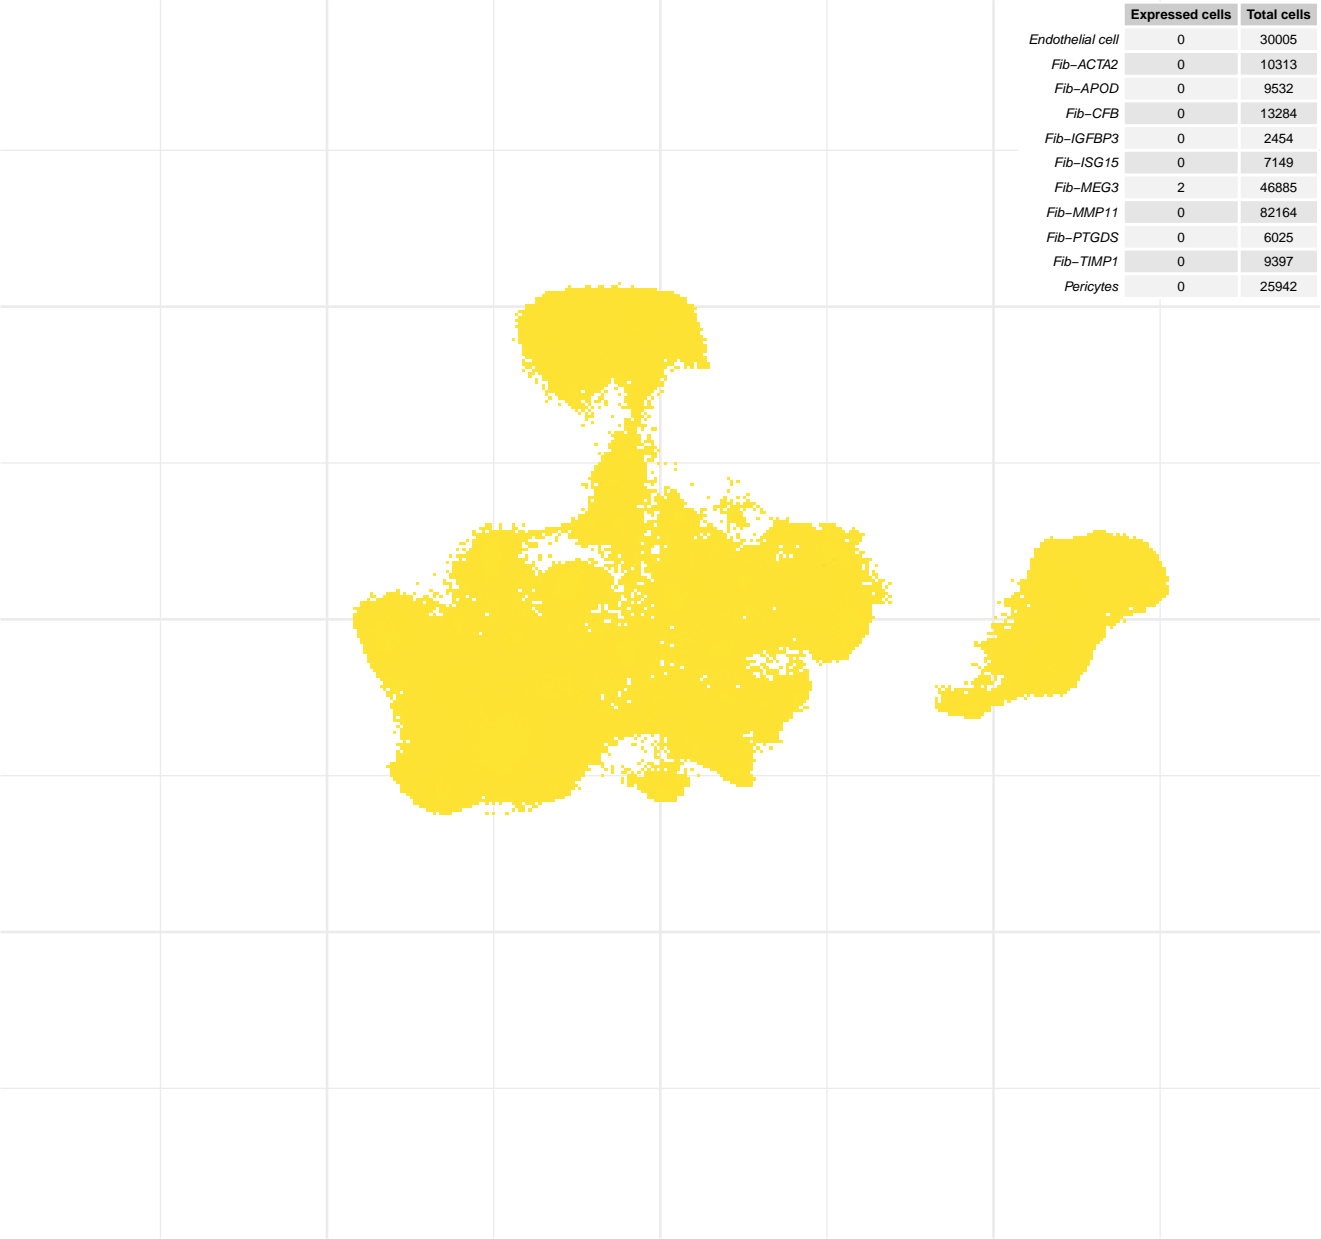 Expressed cells Total cells
Endothelial cell 0 30005
Fib−ACTA2 0 10313
Fib−APOD 0 9532
Fib−CFB 0 13284
Fib−IGFBP3 0 2454
Fib−ISG15 0 7149
Fib−MEG3 2 46885
Fib−MMP11 0 82164
Fib−PTGDS 0 6025
Fib−TIMP1 0 9397
Pericytes 0 25942